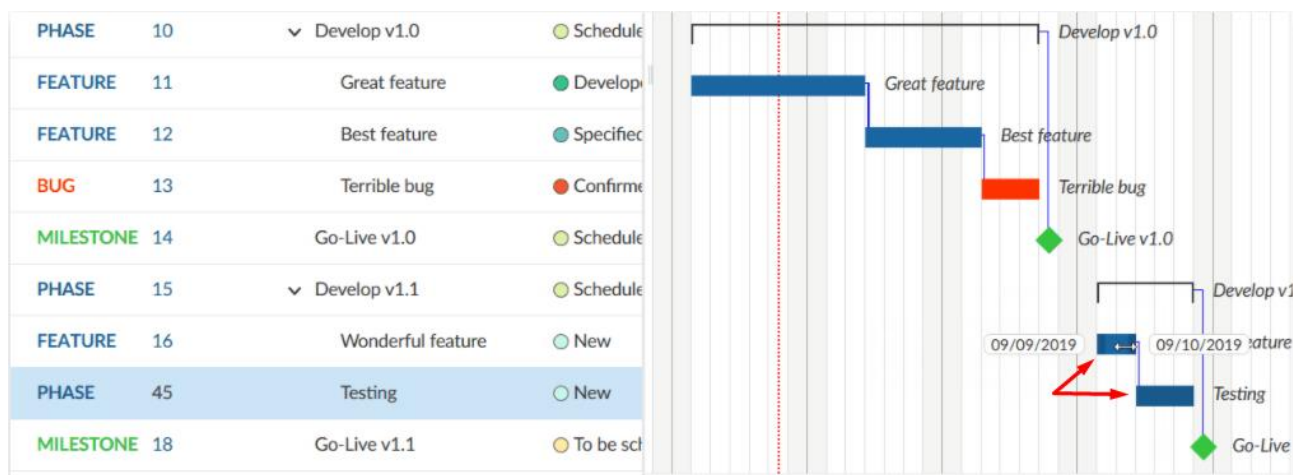 PHASE 10 Develop v1.0 Schedule Develop v1.0
FEATURE 11 Great feature Develope Great feature
FEATURE 12 Best feature Specified Best feature
BUG 13 Terrible bug Confirme Terrible bug
MILESTONE 14 Go-Live v1.0 Schedule Go-Live v1.0
PHASE 15 Develop v1.1 Schedule Develop v1
FEATURE 16 Wonderful feature New 09/09/2019 09/10/2019 eature
PHASE 45 Testing New Testing
MILESTONE 18 Go-Live v1.1 To be sch Go-Live